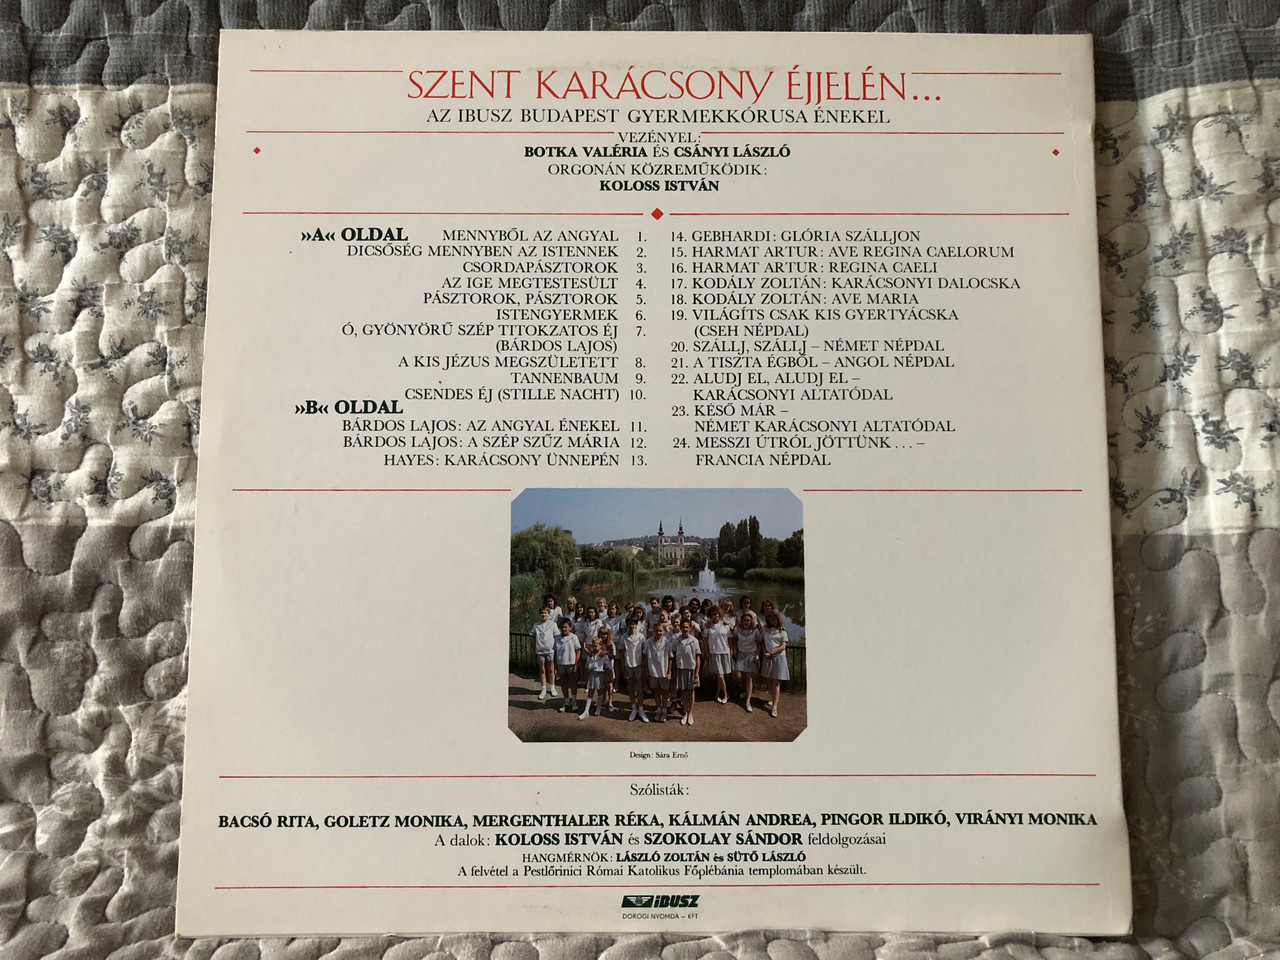 SZENT KARÁCSONY ÉJJELÉN...
AZ IBUSZ BUDAPEST GYERMEKKÓRUSA ÉNEKEL
VEZÉNYEL:
BOTKA VALÉRIA ÉS CSÁNYI LÁSZLÓ
ORGONÁN KÖZREMŰKÖDIK:
KOLOSS ISTVÁN
»A« OLDAL MENNYBŐL AZ ANGYAL 1.
DICSŐSÉG MENNYBEN AZ ISTENNEK 2.
CSORDAPÁSZTOROK 3.
AZ IGE MEGTESTESÜLT 4.
PÁSZTOROK, PÁSZTOROK 5.
ISTENGYERMEK 6.
Ó, GYÖNYÖRŰ SZÉP TITOKZATOS ÉJ 7.
(BÁRDOS LAJOS)
A KIS JÉZUS MEGSZÜLETETT 8.
TANNENBAUM 9.
CSENDES ÉJ (STILLE NACHT) 10.
»B« OLDAL
BÁRDOS LAJOS: AZ ANGYAL ÉNEKEL 11.
BÁRDOS LAJOS: A SZÉP SZŰZ MÁRIA 12.
HAYES: KARÁCSONY ÜNNEPÉN 13.
14. GEBHARDI: GLÓRIA SZÁLLJON
15. HARMAT ARTUR: AVE REGINA CAELORUM
16. HARMAT ARTUR: REGINA CAELI
17. KODÁLY ZOLTÁN: KARÁCSONYI DALOCSKA
18. KODÁLY ZOLTÁN: AVE MARIA
19. VILÁGÍTS CSAK KIS GYERTYÁCSKA
(CSEH NÉPDAL)
20. SZÁLLJ, SZÁLLJ – NÉMET NÉPDAL
21. A TISZTA ÉGBŐL – ANGOL NÉPDAL
22. ALUDJ EL, ALUDJ EL –
KARÁCSONYI ALTATÓDAL
23. KÉSŐ MÁR –
NÉMET KARÁCSONYI ALTATÓDAL
24. MESSZI ÚTRÓL JÖTTÜNK... –
FRANCIA NÉPDAL
Design: Sára Ernő
Szólisták:
BACSÓ RITA, GOLETZ MONIKA, MERGENTHALER RÉKA, KÁLMÁN ANDREA, PINGOR ILDIKÓ, VIRÁNYI MONIKA
A dalok: KOLOSS ISTVÁN és SZOKOLAY SÁNDOR feldolgozásai
HANGMÉRNÖK: LÁSZLÓ ZOLTÁN és SÜTŐ LÁSZLÓ
A felvétel a Pestlőrinici Római Katolikus Főplébánia templomában készült.
IBUSZ
DOROGI NYOMDA – KFT